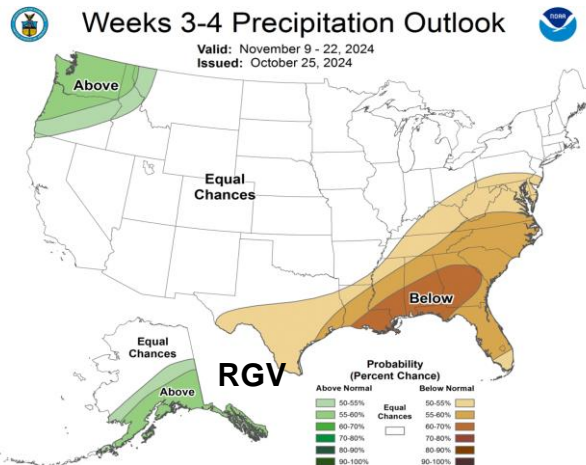 Weeks 3-4 Precipitation Outlook
noaa
Valid: November 9 - 22, 2024
Issued: October 25, 2024
Above
Equal
Chances
Below
Equal
Chances
Above
RGV
Probability
(Percent Chance)
Above Normal
Below Normal
Equal
Chances
50-55% 50-55%
55-60% 55-60%
60-70% 60-70%
70-80% 70-80%
80-90% 80-90%
90-100% 90-100%